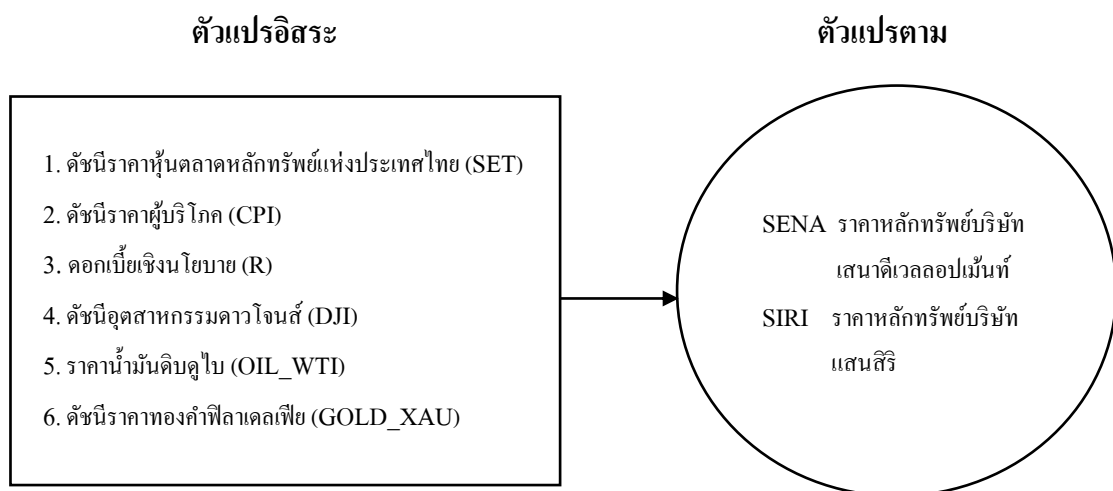 ตัวแปรอิสระ
ตัวแปรตาม
1. ดัชนีราคาหุ้นตลาดหลักทรัพย์แห่งประเทศไทย (SET)
2. ดัชนีราคาผู้บริโภค (CPI)
3. ดอกเบี้ยเชิงนโยบาย (R)
4. ดัชนีอุตสาหกรรมดาวโจนส์ (DJI)
5. ราคาน้ำมันดิบดูไบ (OIL_WTI)
6. ดัชนีราคาทองคำฟิลาเดลเฟีย (GOLD_XAU)
SENA ราคาหลักทรัพย์บริษัท
เสนาดีเวลลอปเม้นท์
SIRI ราคาหลักทรัพย์บริษัท
แสนสิริ